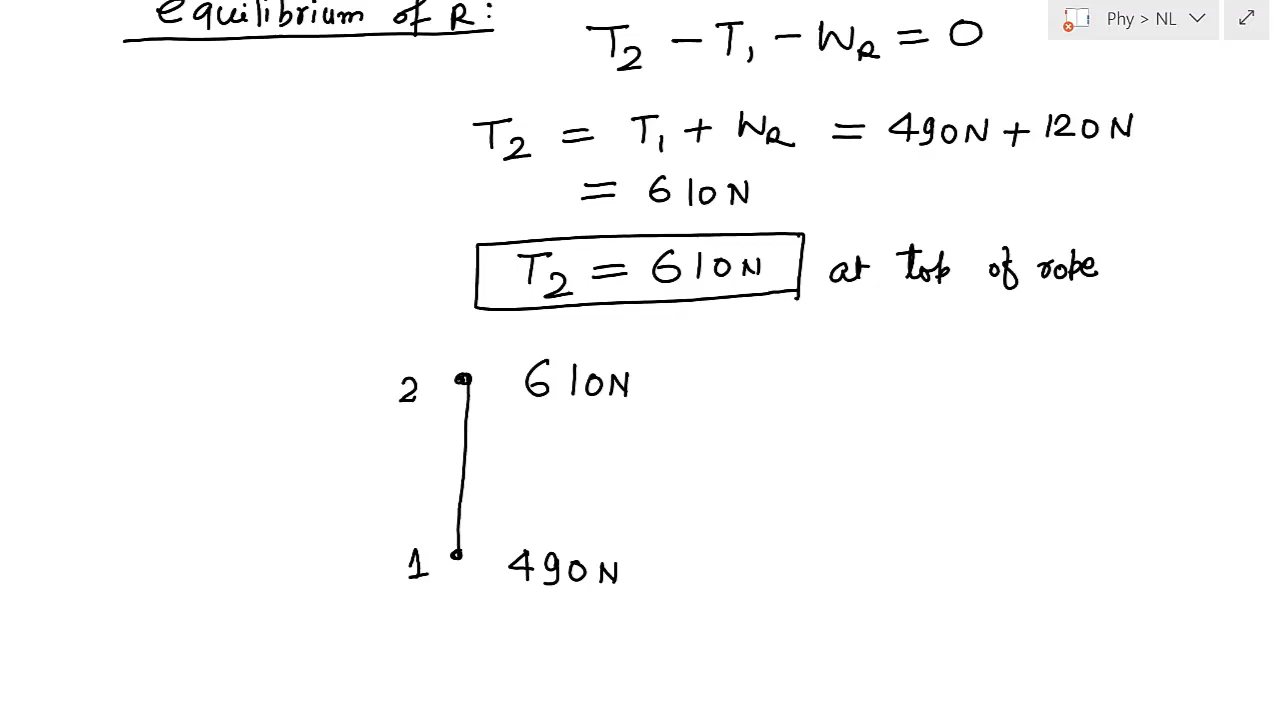 equilibrium of R:
T₂ - T₁ - W_R = 0
Phy > NL
T₂ = T₁ + W_R = 490N + 120N
= 610N
T₂ = 610N at top of rope
2 610N
1 490N